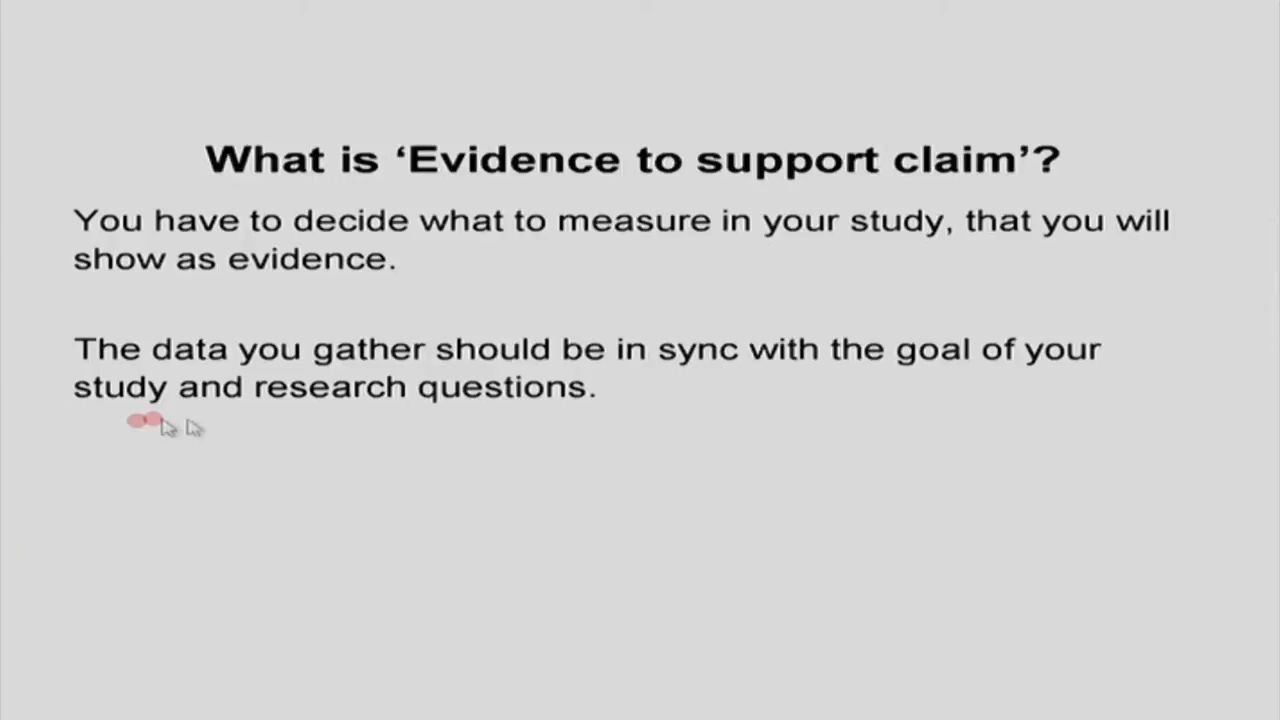 What is ‘Evidence to support claim’?
You have to decide what to measure in your study, that you will
show as evidence.
The data you gather should be in sync with the goal of your
study and research questions.